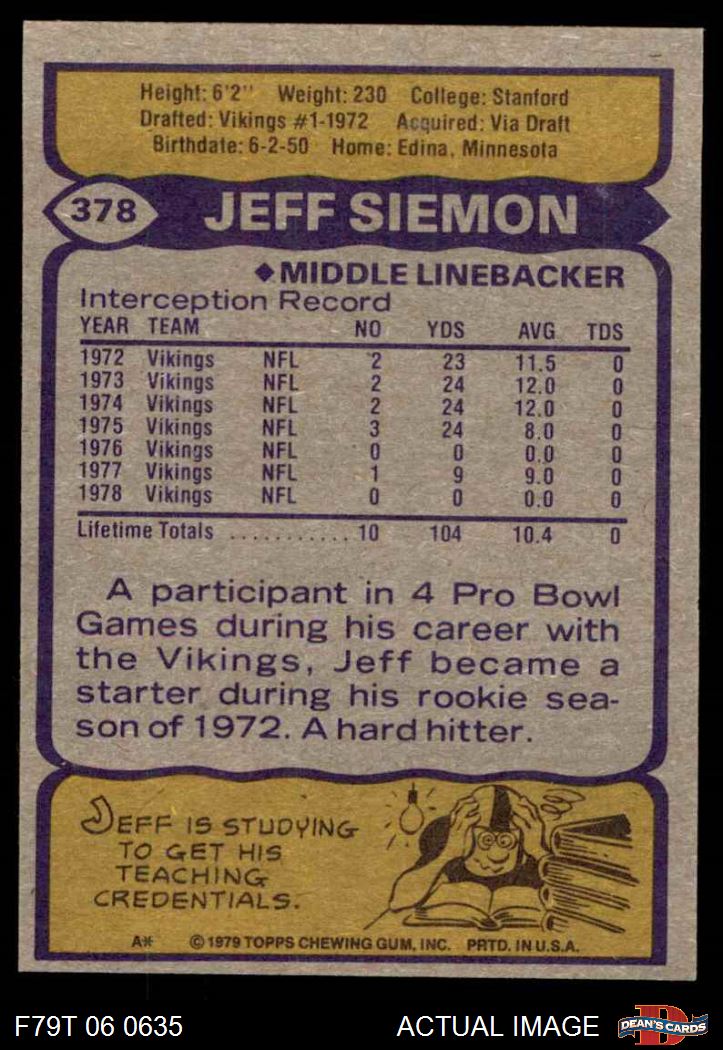 Height: 6'2" Weight: 230 College: Stanford
Drafted: Vikings #1-1972 Acquired: Via Draft
Birthdate: 6-2-50 Home: Edina, Minnesota
378 JEFF SIEMON
◆MIDDLE LINEBACKER
Interception Record
YEAR TEAM NO YDS AVG TDS
1972 Vikings NFL 2 23 11.5 0
1973 Vikings NFL 2 24 12.0 0
1974 Vikings NFL 2 24 12.0 0
1975 Vikings NFL 3 24 8.0 0
1976 Vikings NFL 0 0 0.0 0
1977 Vikings NFL 1 9 9.0 0
1978 Vikings NFL 0 0 0.0 0
Lifetime Totals ........... 10 104 10.4 0
A participant in 4 Pro Bowl
Games during his career with
the Vikings, Jeff became a
starter during his rookie sea-
son of 1972. A hard hitter.
JEFF IS STUDYING
TO GET HIS
TEACHING
CREDENTIALS.
A* © 1979 TOPPS CHEWING GUM, INC. PRTD. IN U.S.A.
F79T 06 0635 ACTUAL IMAGE D DEAN'S CARDS